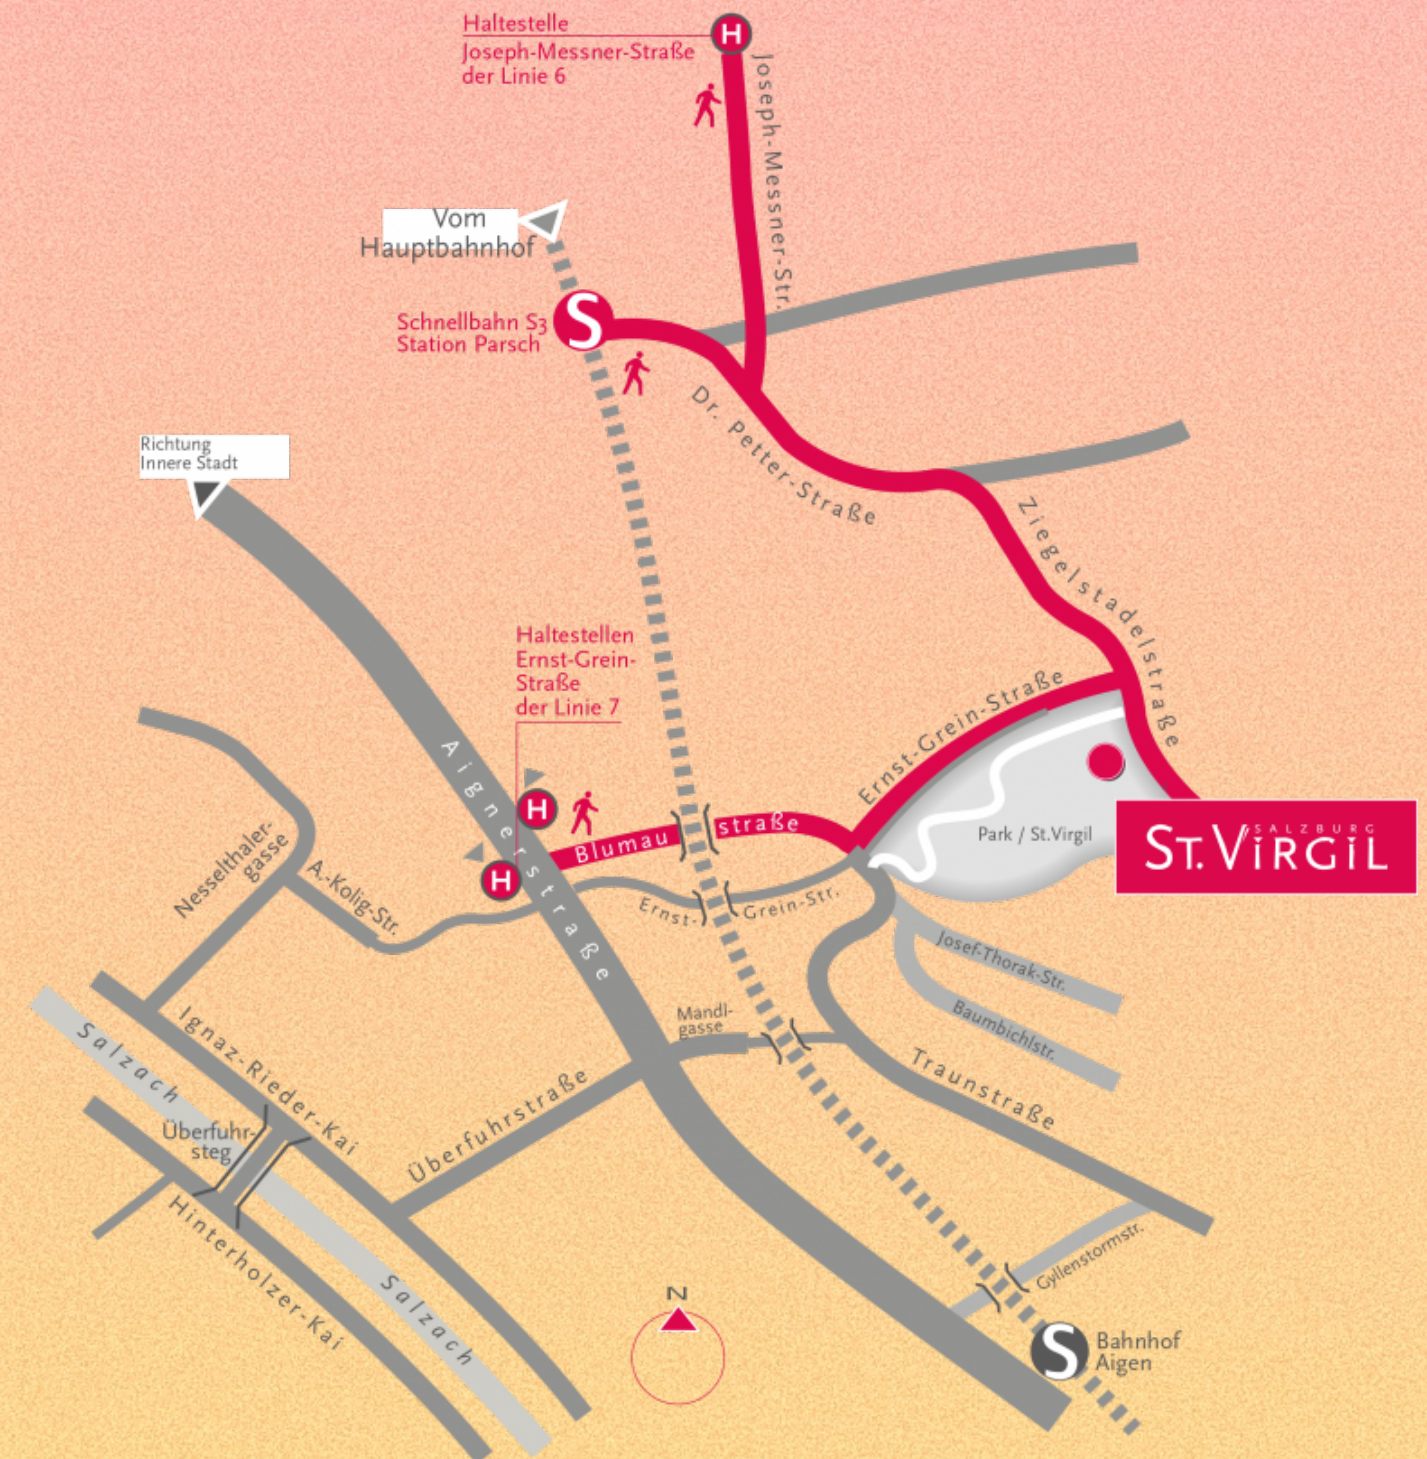 Haltestelle
Joseph-Messner-Straße
der Linie 6
H
Joseph-Messner-Str.
Vom
Hauptbahnhof
Schnellbahn S3
Station Parsch
S
Dr. Petter-Straße
Richtung
Innere Stadt
Ziegelstadelstraße
Haltestellen
Ernst-Grein-
Straße
der Linie 7
Ernst-Grein-Straße
Aignerstraße
H
H
Blumau straße
Park / St.Virgil
SALZBURG
ST.ViRGiL
Nesselthaler-
gasse
A.-Kolig-Str.
Ernst- Grein-Str.
Josef-Thorak-Str.
Baumbichlstr.
Mandl-
gasse
Traunstraße
Salzach
Ignaz-Rieder-Kai
Überfuhrstraße
Überfuhr-
steg
Hinterholzer-Kai
Salzach
Gyllenstormstr.
N
S
Bahnhof
Aigen